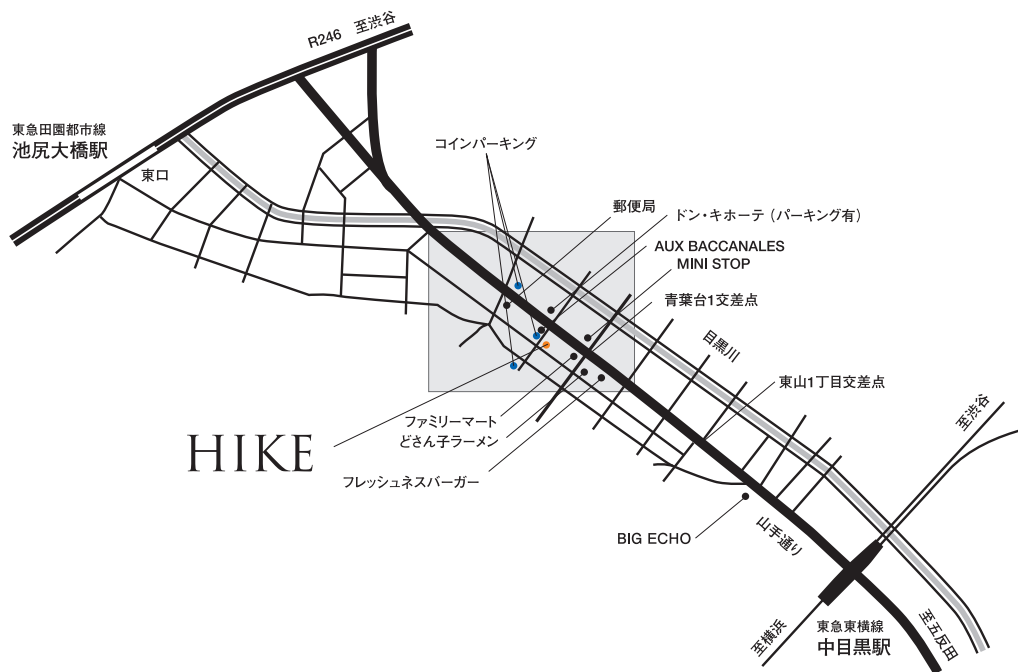 R246 至渋谷
東急田園都市線
池尻大橋駅
東口
コインパーキング
郵便局
ドン・キホーテ（パーキング有）
AUX BACCANALES
MINI STOP
青葉台1交差点
目黒川
東山1丁目交差点
至渋谷
ファミリーマート
どさん子ラーメン
HIKE
フレッシュネスバーガー
BIG ECHO
山手通り
至横浜
東急東横線
中目黒駅
至五反田